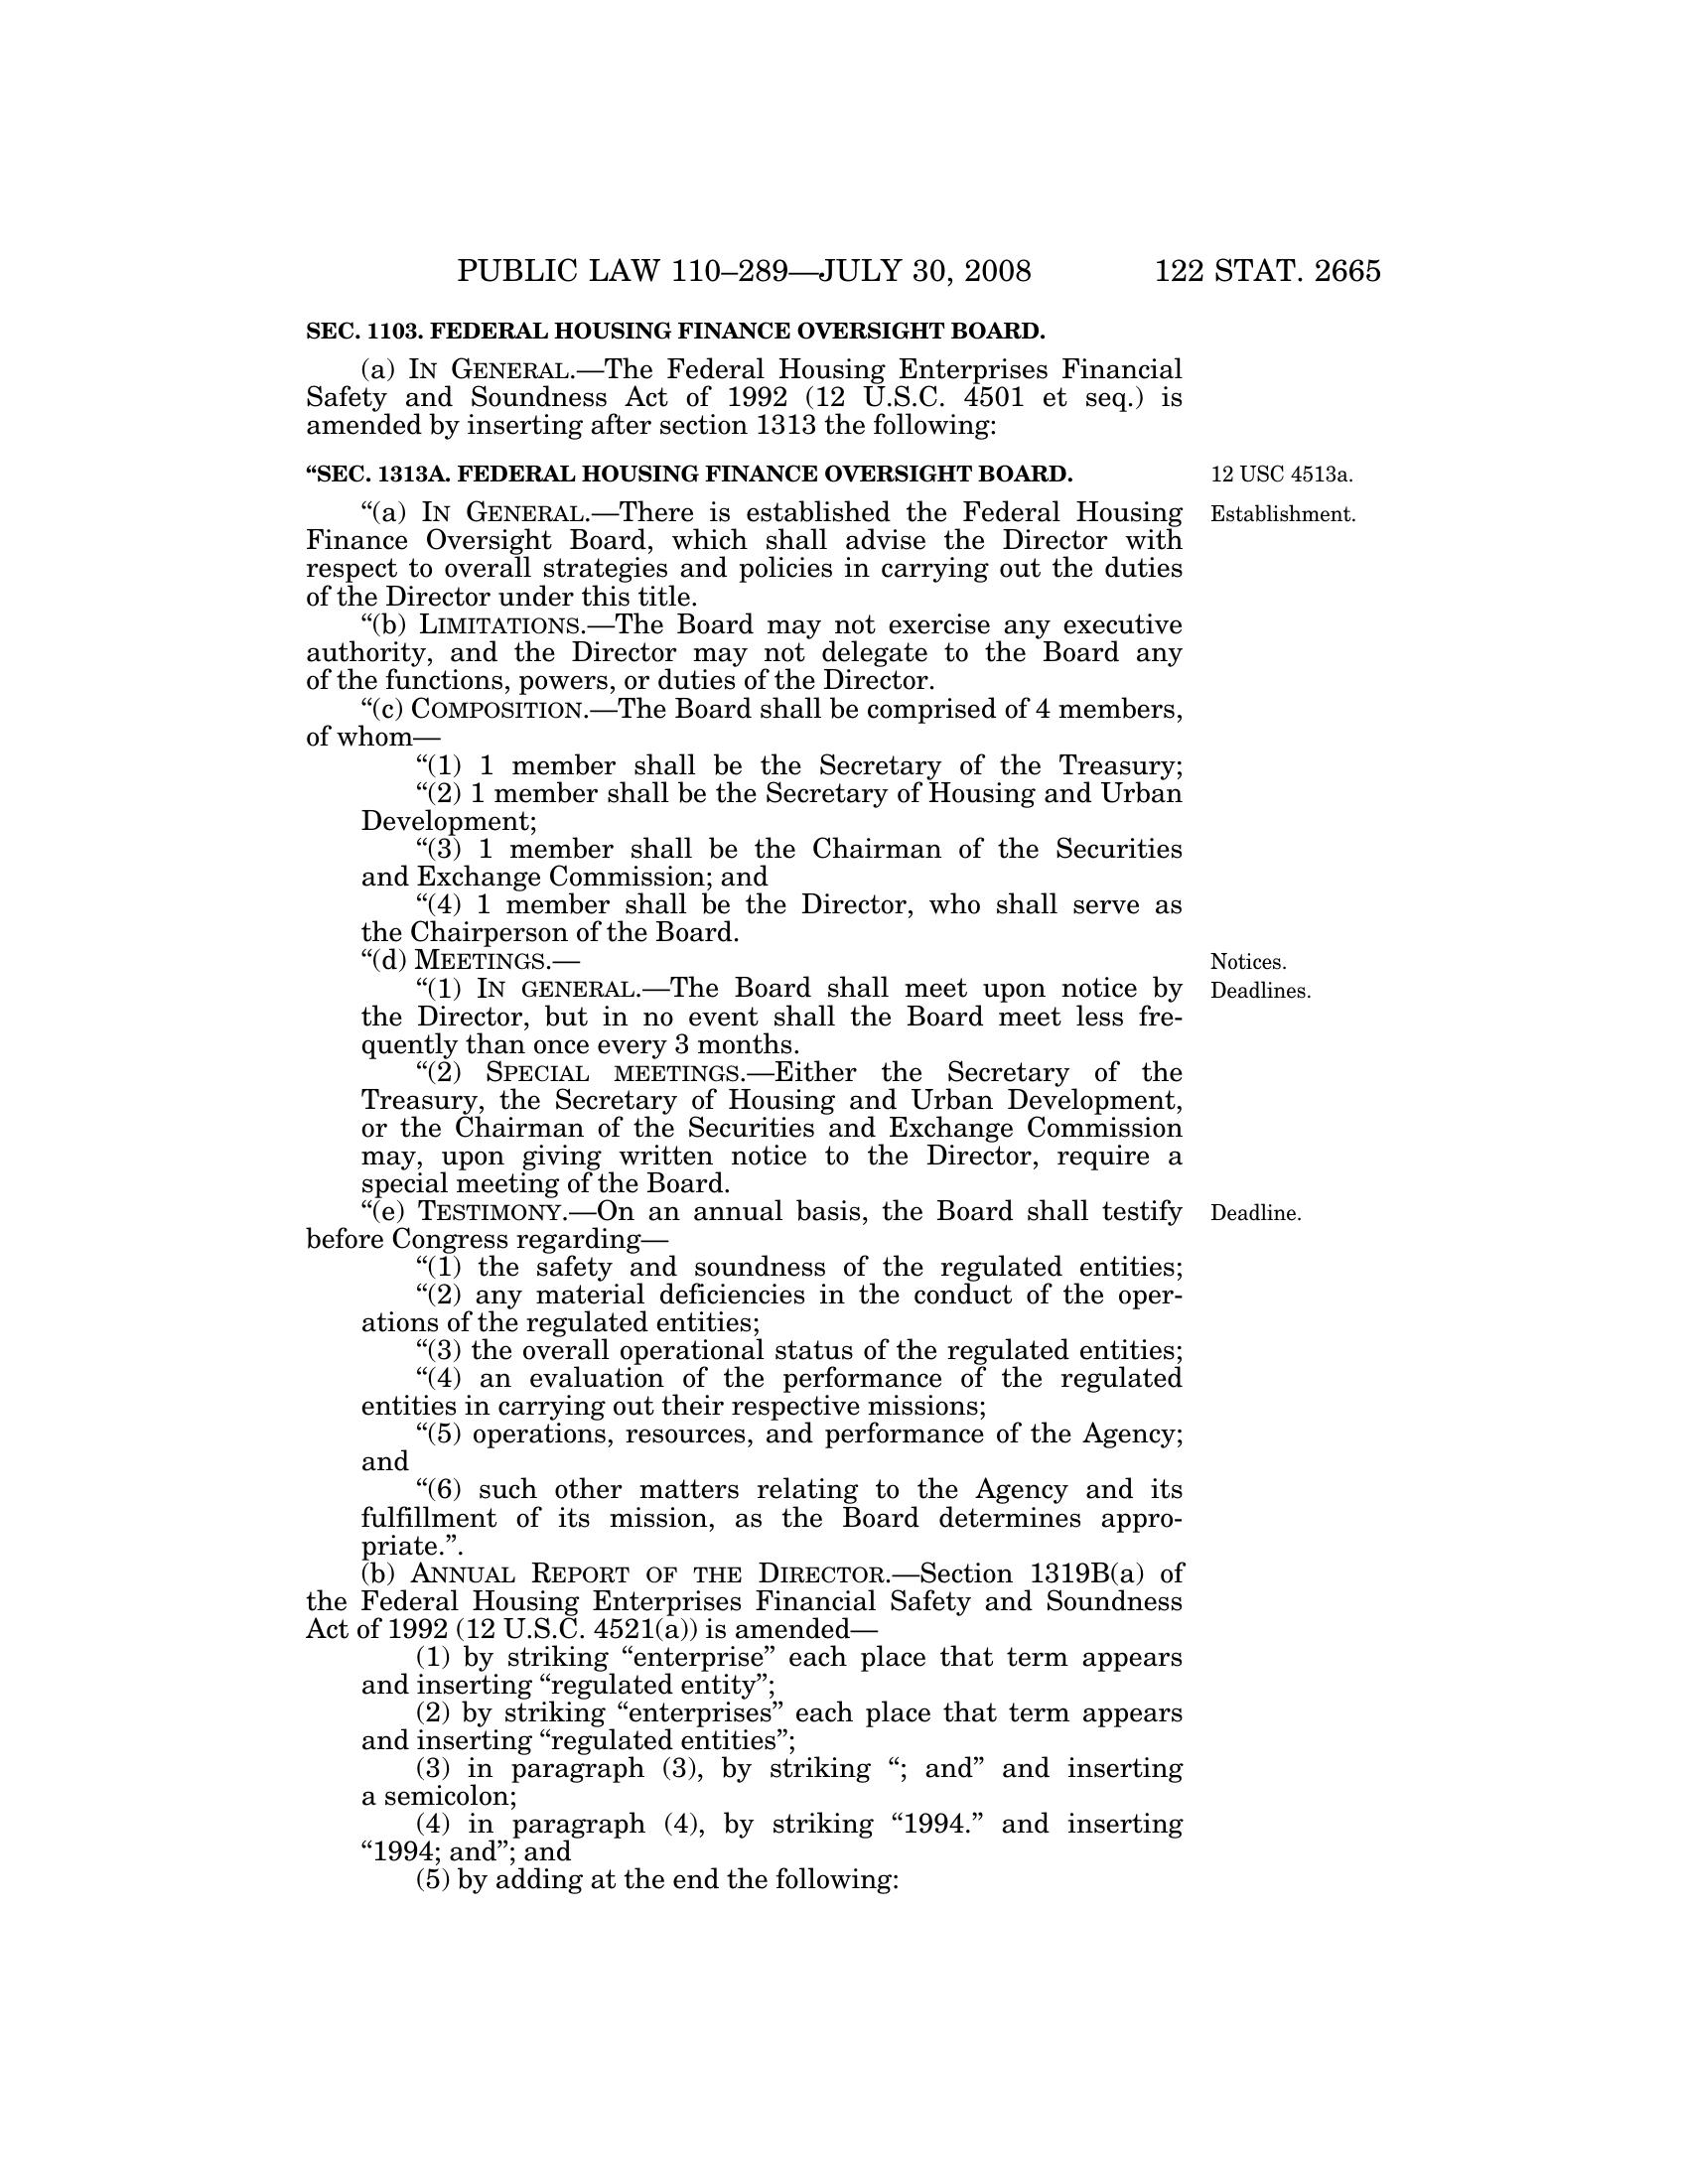 PUBLIC LAW 110–289—JULY 30, 2008 122 STAT. 2665
SEC. 1103. FEDERAL HOUSING FINANCE OVERSIGHT BOARD.
(a) IN GENERAL.—The Federal Housing Enterprises Financial
Safety and Soundness Act of 1992 (12 U.S.C. 4501 et seq.) is
amended by inserting after section 1313 the following:
“SEC. 1313A. FEDERAL HOUSING FINANCE OVERSIGHT BOARD.
12 USC 4513a.
“(a) IN GENERAL.—There is established the Federal Housing
Establishment.
Finance Oversight Board, which shall advise the Director with
respect to overall strategies and policies in carrying out the duties
of the Director under this title.
“(b) LIMITATIONS.—The Board may not exercise any executive
authority, and the Director may not delegate to the Board any
of the functions, powers, or duties of the Director.
“(c) COMPOSITION.—The Board shall be comprised of 4 members,
of whom—
“(1) 1 member shall be the Secretary of the Treasury;
“(2) 1 member shall be the Secretary of Housing and Urban
Development;
“(3) 1 member shall be the Chairman of the Securities
and Exchange Commission; and
“(4) 1 member shall be the Director, who shall serve as
the Chairperson of the Board.
“(d) MEETINGS.—
Notices.
“(1) IN GENERAL.—The Board shall meet upon notice by
Deadlines.
the Director, but in no event shall the Board meet less fre-
quently than once every 3 months.
“(2) SPECIAL MEETINGS.—Either the Secretary of the
Treasury, the Secretary of Housing and Urban Development,
or the Chairman of the Securities and Exchange Commission
may, upon giving written notice to the Director, require a
special meeting of the Board.
“(e) TESTIMONY.—On an annual basis, the Board shall testify
Deadline.
before Congress regarding—
“(1) the safety and soundness of the regulated entities;
“(2) any material deficiencies in the conduct of the oper-
ations of the regulated entities;
“(3) the overall operational status of the regulated entities;
“(4) an evaluation of the performance of the regulated
entities in carrying out their respective missions;
“(5) operations, resources, and performance of the Agency;
and
“(6) such other matters relating to the Agency and its
fulfillment of its mission, as the Board determines appro-
priate.”.
(b) ANNUAL REPORT OF THE DIRECTOR.—Section 1319B(a) of
the Federal Housing Enterprises Financial Safety and Soundness
Act of 1992 (12 U.S.C. 4521(a)) is amended—
(1) by striking “enterprise” each place that term appears
and inserting “regulated entity”;
(2) by striking “enterprises” each place that term appears
and inserting “regulated entities”;
(3) in paragraph (3), by striking “; and” and inserting
a semicolon;
(4) in paragraph (4), by striking “1994.” and inserting
“1994; and”; and
(5) by adding at the end the following: